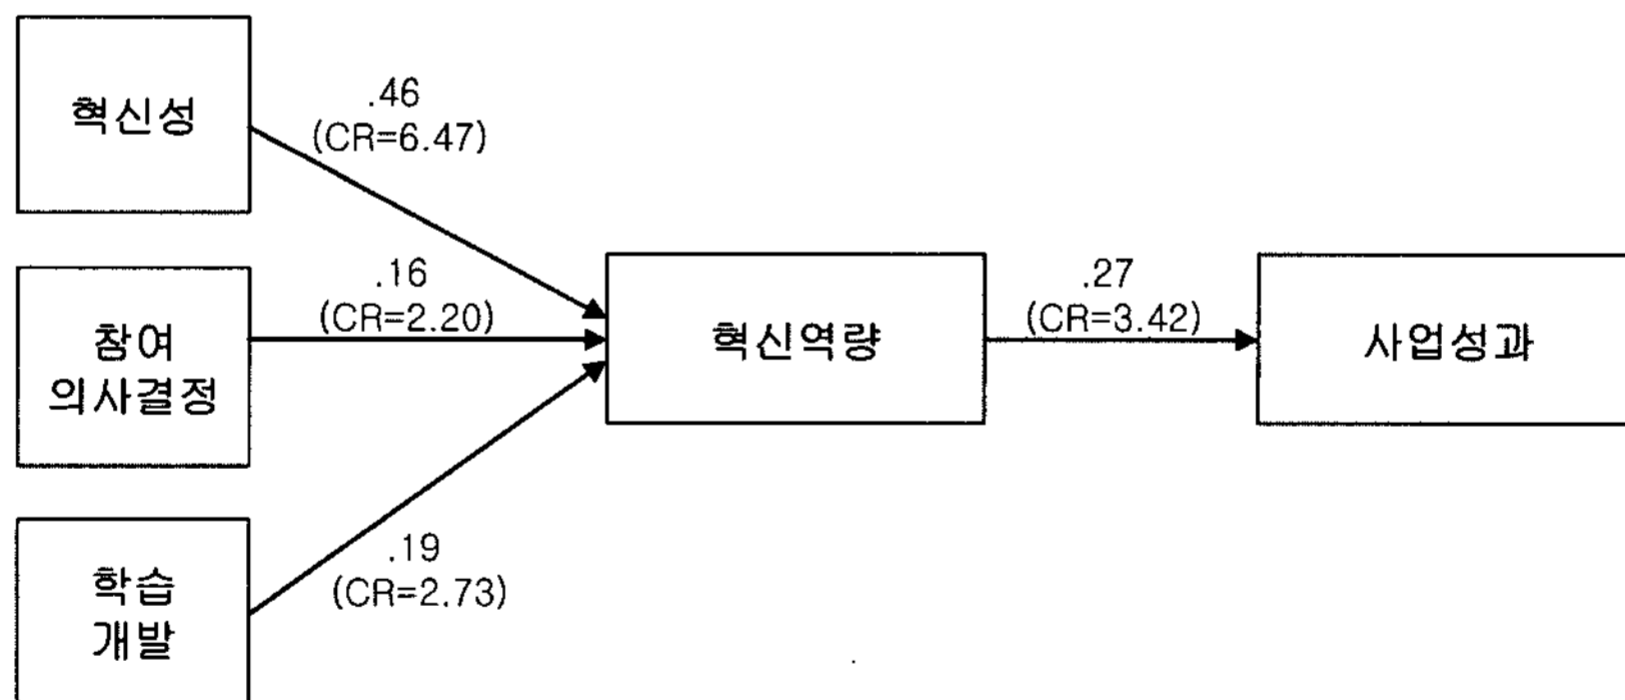 혁신성
.46
(CR=6.47)
참여
의사결정
.16
(CR=2.20)
학습
개발
.19
(CR=2.73)
혁신역량
.27
(CR=3.42)
사업성과